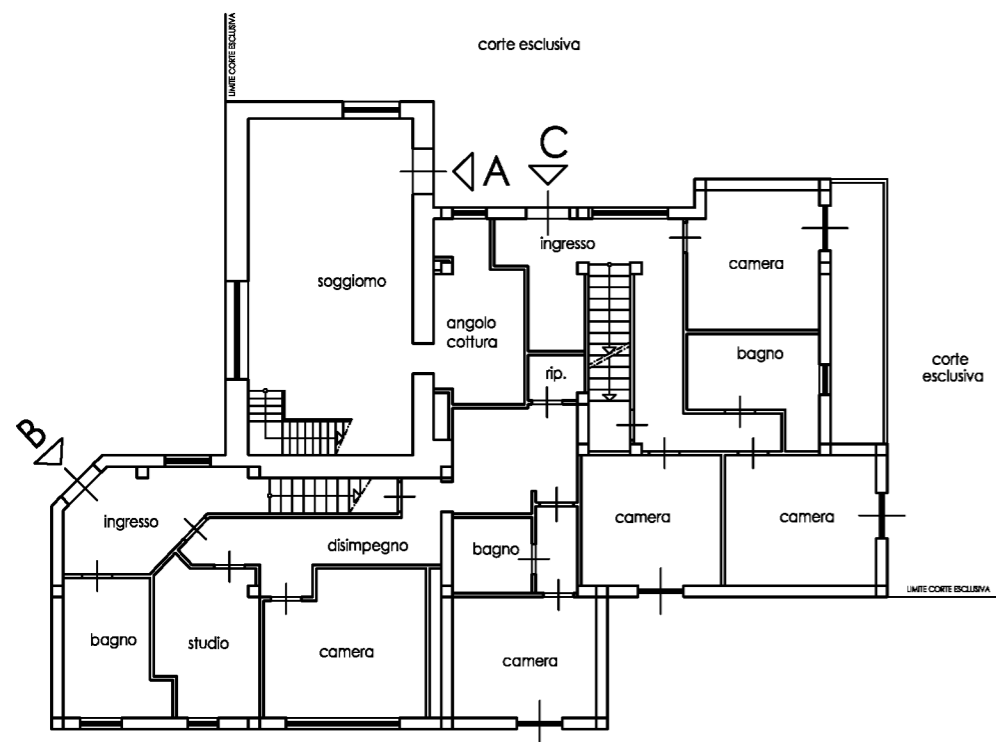 LIMITE CORTE ESCLUSIVA
corte esclusiva
C
A
ingresso
camera
soggiorno
angolo
cottura
bagno
rip.
corte
esclusiva
B
ingresso
camera
camera
disimpegno
bagno
LIMITE CORTE ESCLUSIVA
bagno
studio
camera
camera